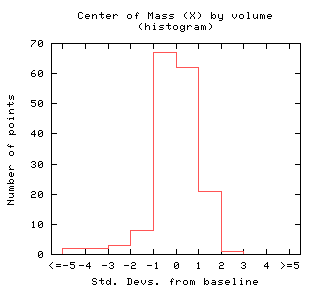 Center of Mass (X) by volume
(histogram)
70
60
50
40
30
20
10
0
Number of points
<=-5 -4 -3 -2 -1 0 1 2 3 4 >=5
Std. Devs. from baseline